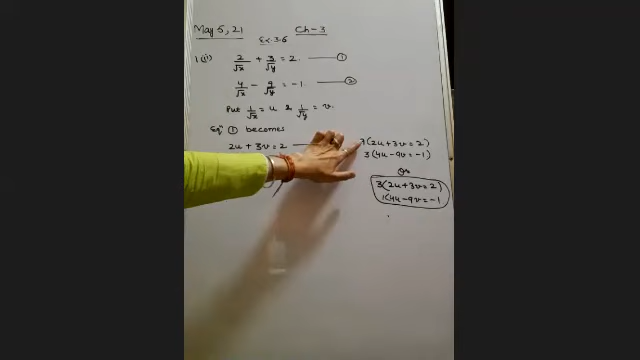 May 5, 21 Ch-3
Ex-3.6
1(ii) 2/√x + 3/√y = 2 ——— ①
4/√x − 9/√y = −1 ——— ②
Put 1/√x = u & 1/√y = v.
Eqⁿ ① becomes
2u + 3v = 2 ———
(2u + 3v = 2)
3(4u − 9v = −1)
Or
3(2u + 3v = 2)
1(4u − 9v = −1